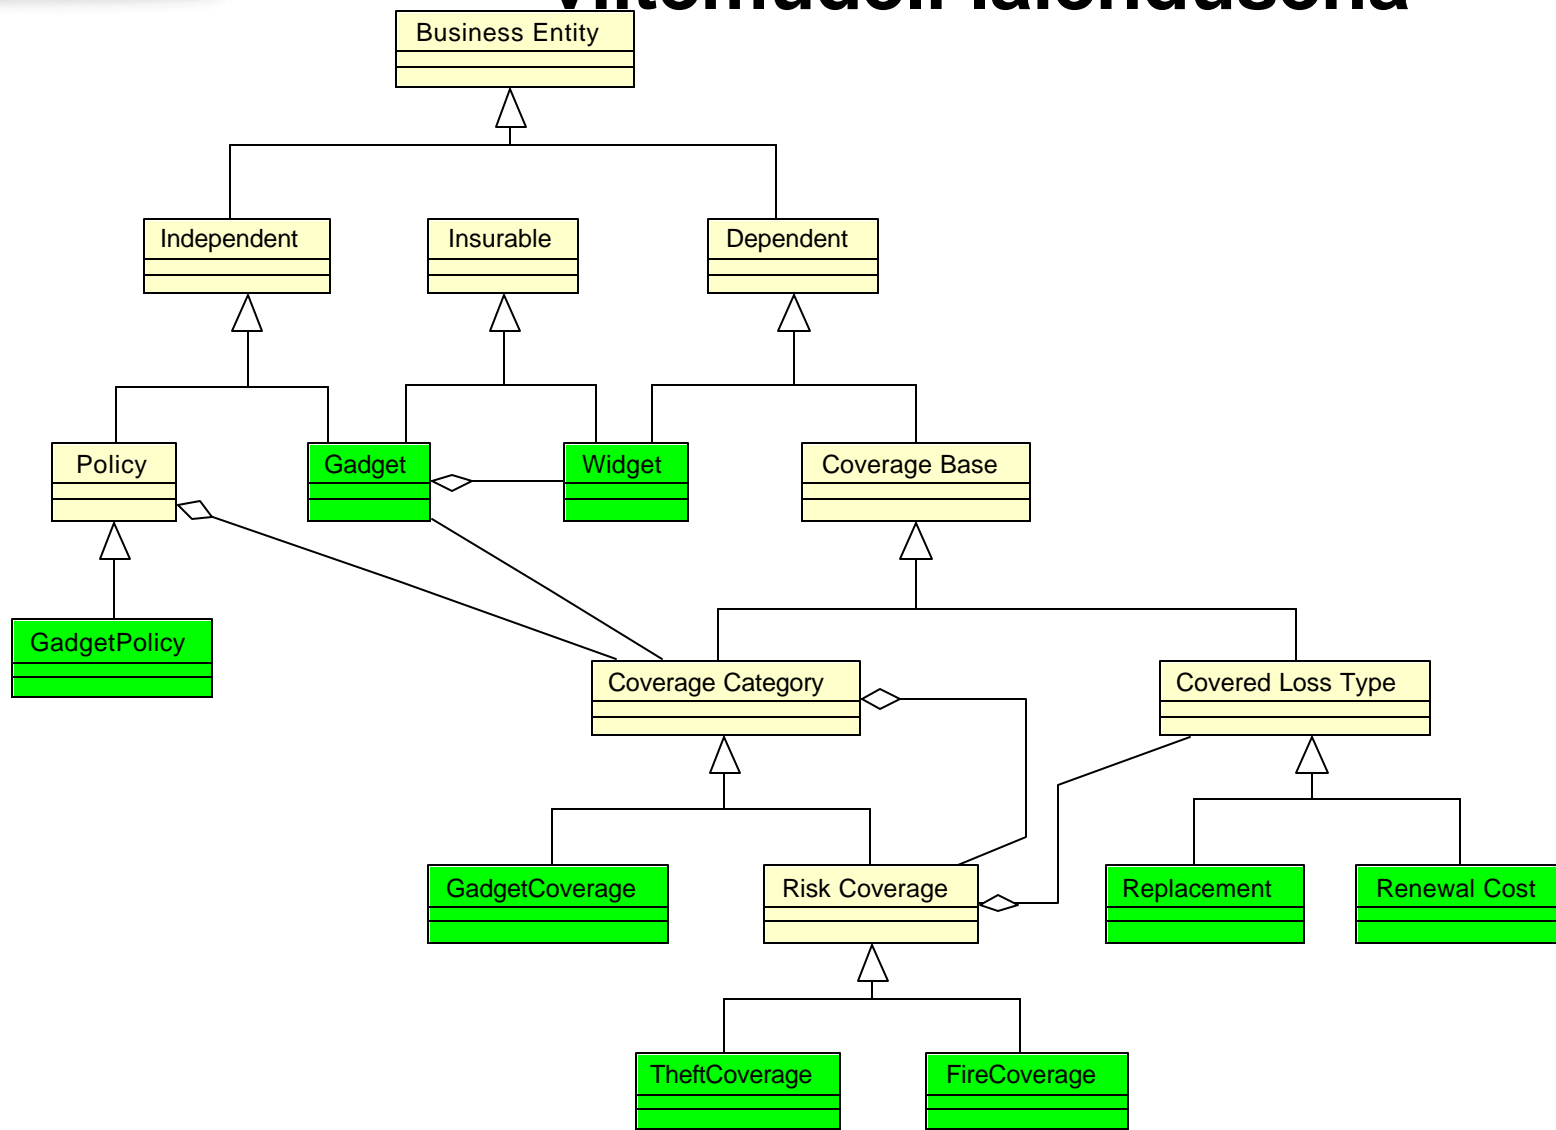 Business Entity
Independent
Insurable
Dependent
Policy
Gadget
Widget
Coverage Base
GadgetPolicy
Coverage Category
Covered Loss Type
GadgetCoverage
Risk Coverage
Replacement
Renewal Cost
TheftCoverage
FireCoverage